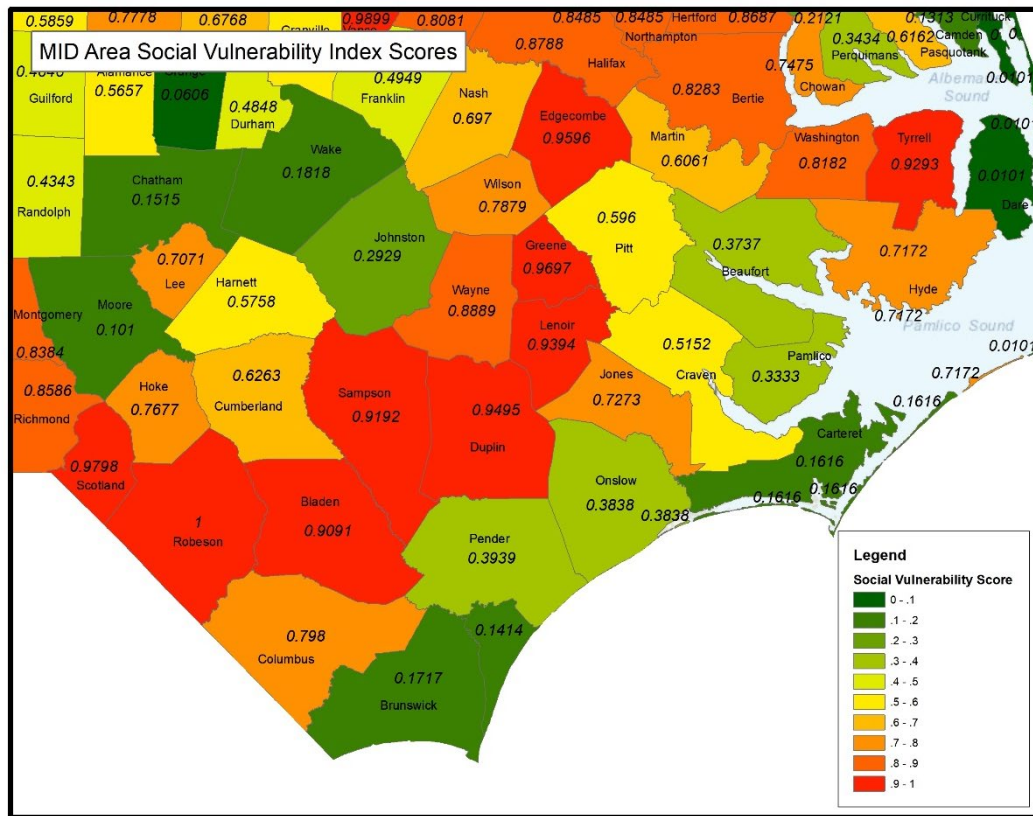 MID Area Social Vulnerability Index Scores
0.5859
0.7778
0.6768
0.9899
0.8081
0.8485
0.8485
Hertford
0.8687
0.2121
0.1313
Currituck
Camden
Northampton
0.3434
Perquimans
0.6162
Pasquotank
0.8788
Halifax
Guilford
Alamance
0.5657
0.0606
0.4848
Durham
0.4949
Franklin
Nash
0.697
0.8283
Bertie
0.7475
Chowan
Albemarle
Sound
0.0101
0.0101
Edgecombe
0.9596
Martin
0.6061
Washington
0.8182
Tyrrell
0.9293
0.0101
Dare
Wake
0.1818
0.4343
Randolph
Chatham
0.1515
Wilson
0.7879
0.596
Pitt
Johnston
0.2929
Greene
0.9697
0.3737
Beaufort
0.7172
Hyde
0.7172
0.7071
Lee
Harnett
0.5758
Wayne
0.8889
Moore
0.101
Montgomery
0.8384
Lenoir
0.9394
0.5152
Craven
Pamlico
0.3333
Pamlico Sound
0.0101
0.7172
0.8586
Richmond
Hoke
0.7677
0.6263
Cumberland
Sampson
0.9192
0.9495
Duplin
Jones
0.7273
0.1616
Carteret
0.1616
0.1616
0.1616
0.9798
Scotland
1
Robeson
Bladen
0.9091
Onslow
0.3838
0.3838
Pender
0.3939
0.798
Columbus
0.1717
Brunswick
0.1414
Legend
Social Vulnerability Score
0 - .1
.1 - .2
.2 - .3
.3 - .4
.4 - .5
.5 - .6
.6 - .7
.7 - .8
.8 - .9
.9 - 1